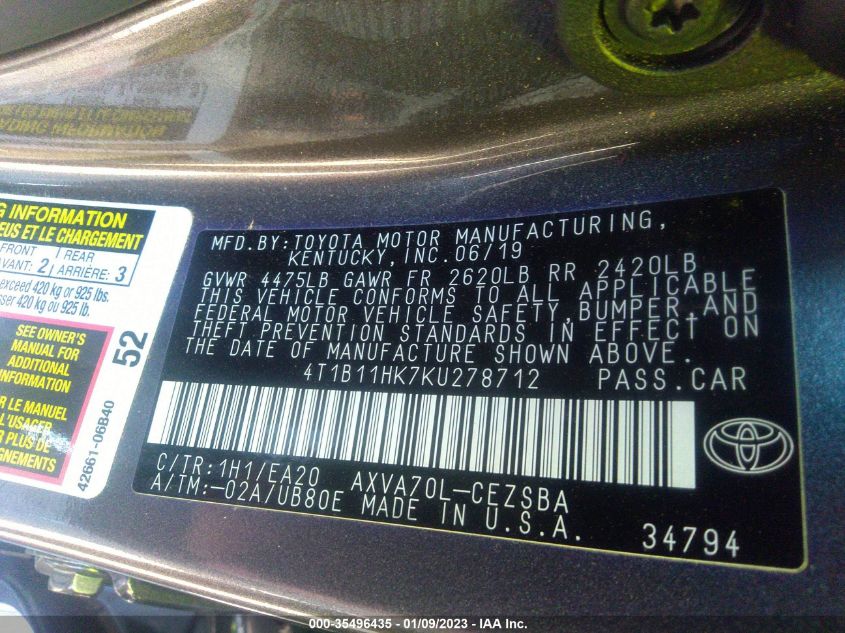 G INFORMATION
EUS ET LE CHARGEMENT
FRONT REAR
AVANT: 2 ARRIÈRE: 3
exceed 420 kg or 925 lbs.
sser 420 kg ou 925 lb.
SEE OWNER'S
MANUAL FOR
ADDITIONAL
INFORMATION
R LE MANUEL
L'USAGER
R PLUS DE
GNEMENTS
52
42661-06B40
MFD.BY:TOYOTA MOTOR MANUFACTURING,
KENTUCKY, INC.06/19
GVWR 4475LB GAWR FR 2620LB RR 2420LB
THIS VEHICLE CONFORMS TO ALL APPLICABLE
FEDERAL MOTOR VEHICLE SAFETY,BUMPER,AND
THEFT PREVENTION STANDARDS IN EFFECT ON
THE DATE OF MANUFACTURE SHOWN ABOVE.
4T1B11HK7KU278712 PASS.CAR
C/TR:1H1/EA20 AXVA70L-CEZSBA
A/TM:-02A/UB80E MADE IN U.S.A.
34794
000-35496435 - 01/09/2023 - IAA Inc.